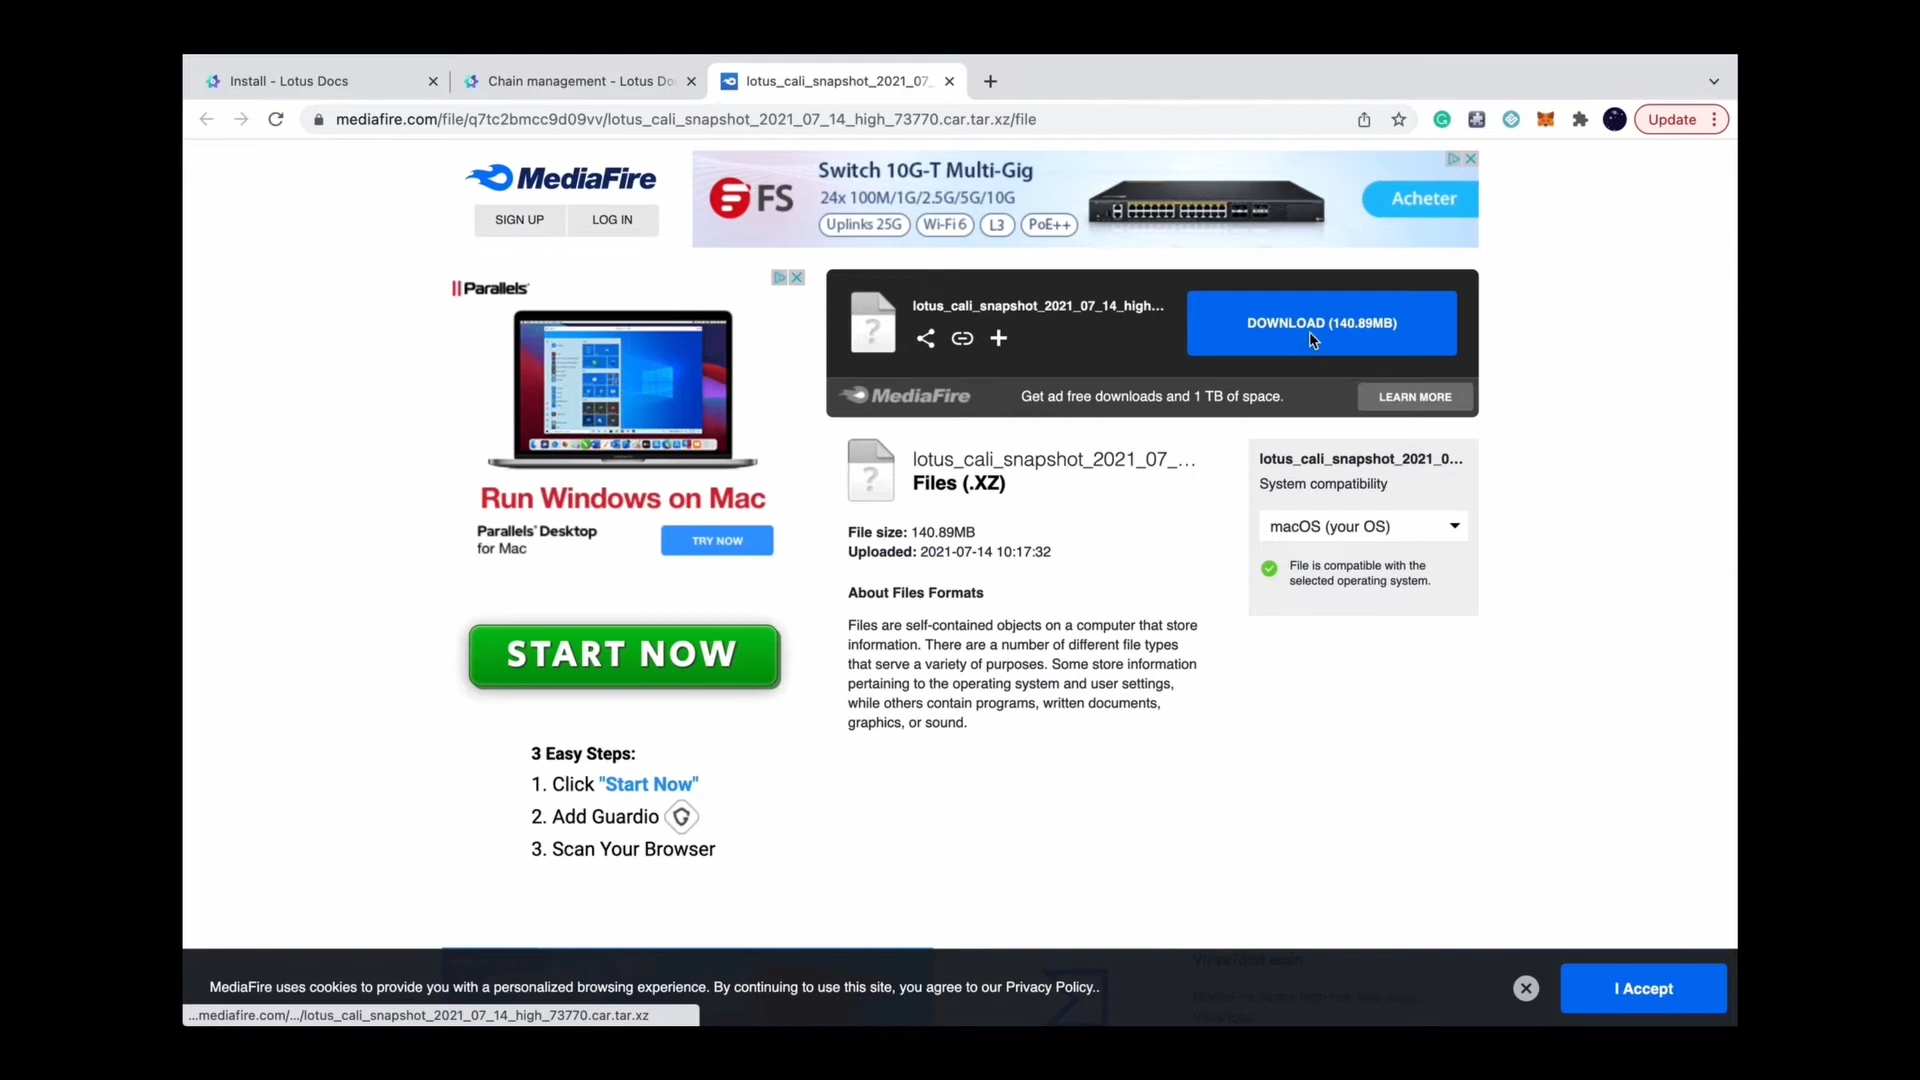 Install - Lotus Docs
Chain management - Lotus Do
lotus_cali_snapshot_2021_07_
mediafire.com/file/q7tc2bmcc9d09vv/lotus_cali_snapshot_2021_07_14_high_73770.car.tar.xz/file
Update
MediaFire
SIGN UP
LOG IN
FS
Switch 10G-T Multi-Gig
24x 100M/1G/2.5G/5G/10G
Uplinks 25G
Wi-Fi 6
L3
PoE++
Acheter
Parallels®
Run Windows on Mac
Parallels® Desktop
for Mac
TRY NOW
START NOW
3 Easy Steps:
1. Click "Start Now"
2. Add Guardio
3. Scan Your Browser
lotus_cali_snapshot_2021_07_14_high...
DOWNLOAD (140.89MB)
MediaFire
Get ad free downloads and 1 TB of space.
LEARN MORE
lotus_cali_snapshot_2021_07_...
Files (.XZ)
File size: 140.89MB
Uploaded: 2021-07-14 10:17:32
About Files Formats
Files are self-contained objects on a computer that store
information. There are a number of different file types
that serve a variety of purposes. Some store information
pertaining to the operating system and user settings,
while others contain programs, written documents,
graphics, or sound.
lotus_cali_snapshot_2021_0...
System compatibility
macOS (your OS)
File is compatible with the
selected operating system.
MediaFire uses cookies to provide you with a personalized browsing experience. By continuing to use this site, you agree to our Privacy Policy..
I Accept
...mediafire.com/.../lotus_cali_snapshot_2021_07_14_high_73770.car.tar.xz